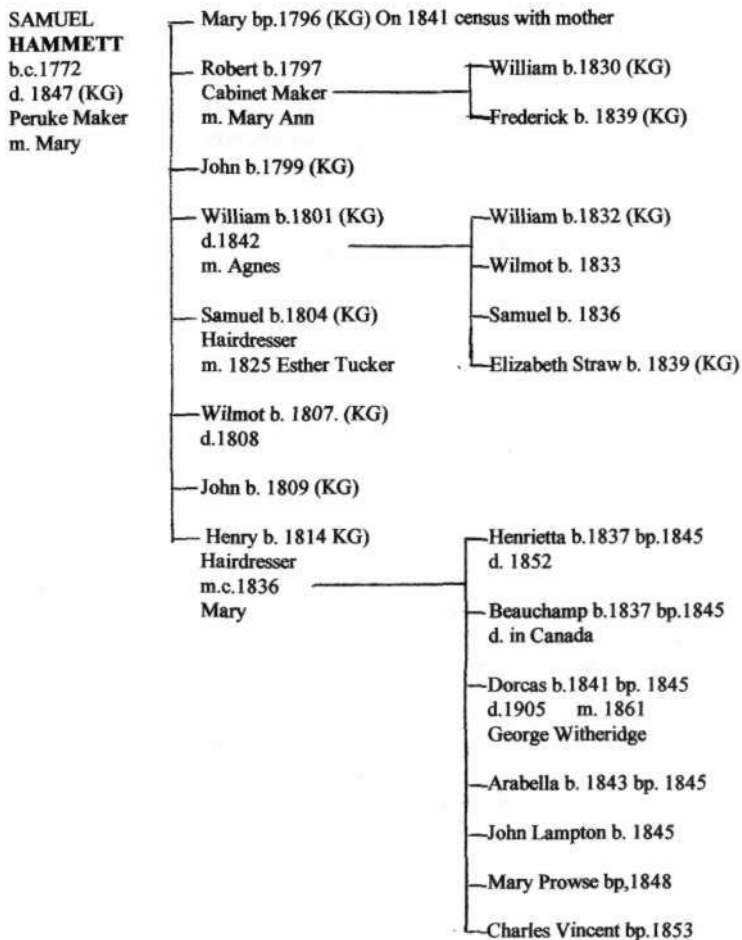 SAMUEL
HAMMETT
b.c.1772
d. 1847 (KG)
Peruke Maker
m. Mary
Mary bp.1796 (KG) On 1841 census with mother
Robert b.1797
Cabinet Maker
m. Mary Ann
William b.1830 (KG)
Frederick b. 1839 (KG)
John b.1799 (KG)
William b.1801 (KG)
d.1842
m. Agnes
William b.1832 (KG)
Wilmot b. 1833
Samuel b. 1836
Elizabeth Straw b. 1839 (KG)
Samuel b.1804 (KG)
Hairdresser
m. 1825 Esther Tucker
Wilmot b. 1807. (KG)
d.1808
John b. 1809 (KG)
Henry b. 1814 KG)
Hairdresser
m.c.1836
Mary
Henrietta b.1837 bp.1845
d. 1852
Beauchamp b.1837 bp.1845
d. in Canada
Dorcas b.1841 bp. 1845
d.1905 m. 1861
George Witheridge
Arabella b. 1843 bp. 1845
John Lampton b. 1845
Mary Prowse bp,1848
Charles Vincent bp.1853